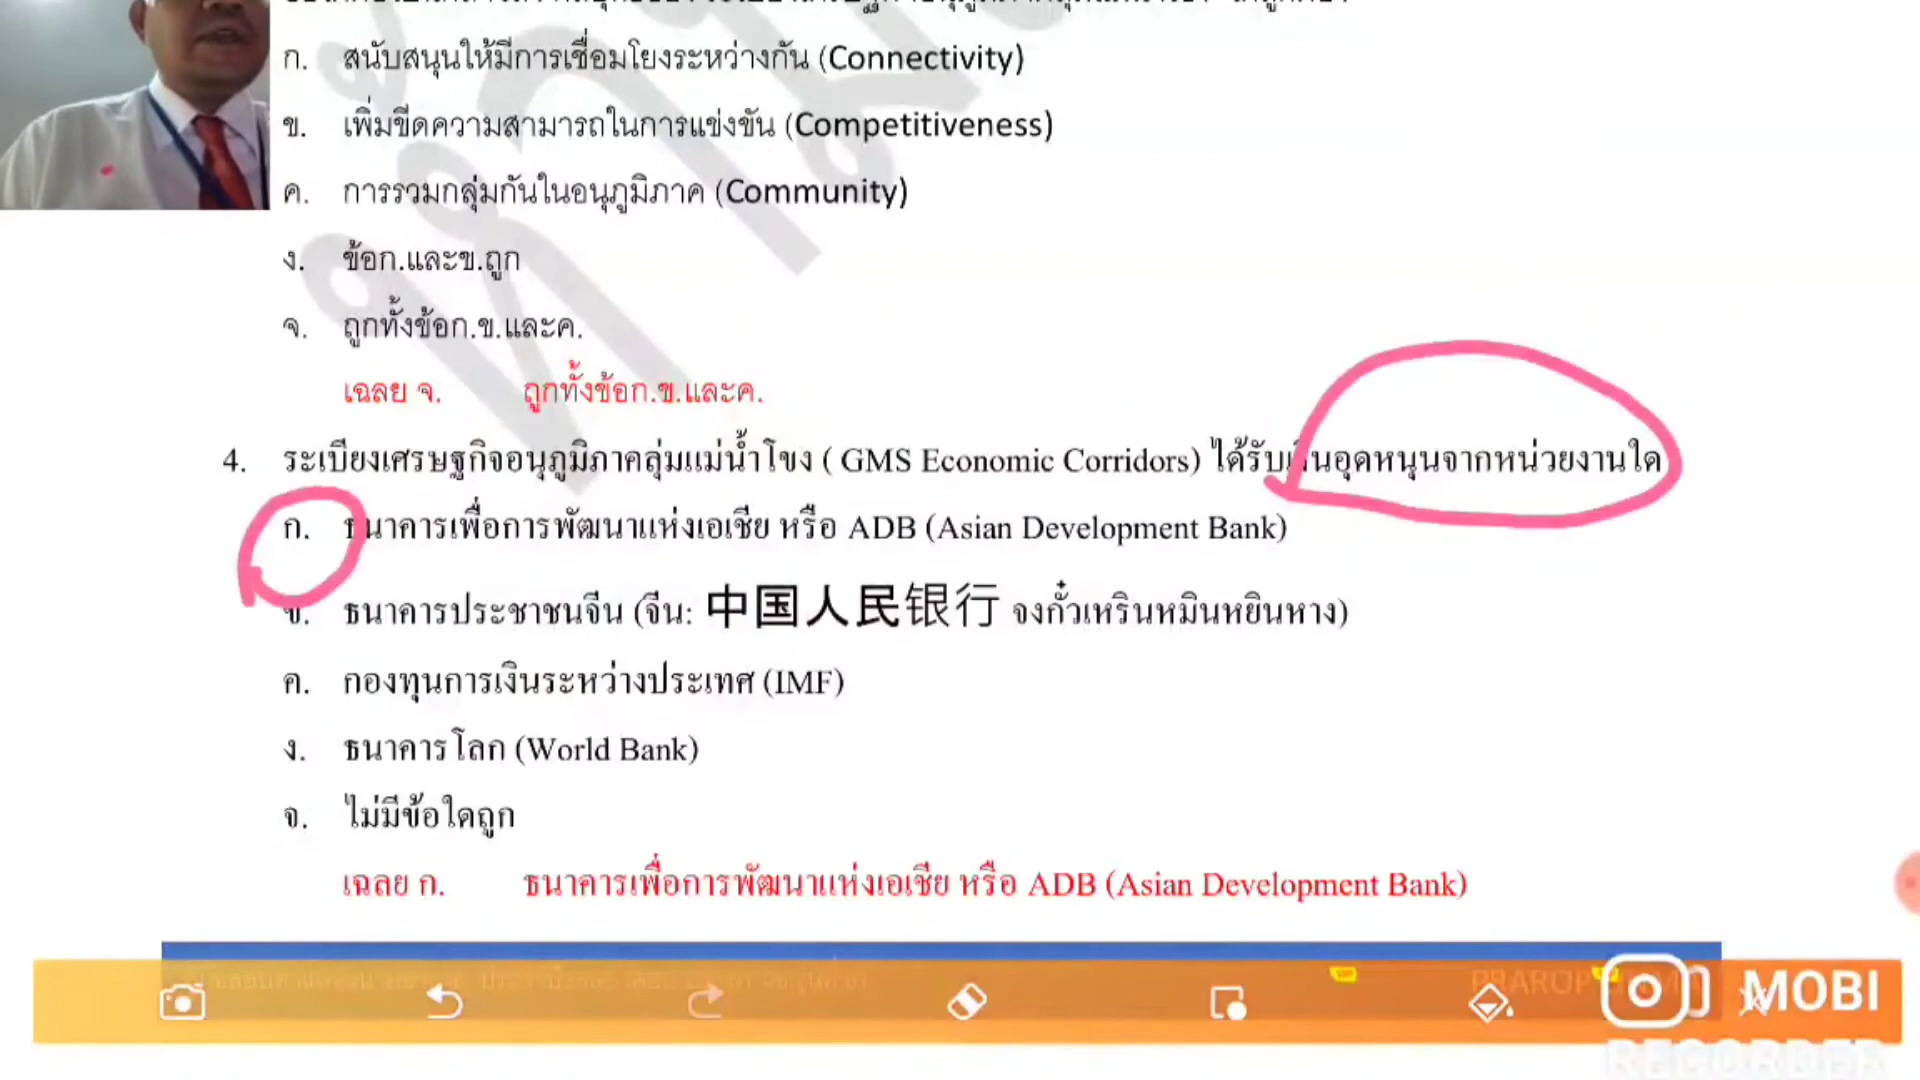 ก. สนับสนุนให้มีการเชื่อมโยงระหว่างกัน (Connectivity)
ข. เพิ่มขีดความสามารถในการแข่งขัน (Competitiveness)
ค. การรวมกลุ่มกันในอนุภูมิภาค (Community)
ง. ข้อก.และข.ถูก
จ. ถูกทั้งข้อก.ข.และค.
เฉลย จ. ถูกทั้งข้อก.ข.และค.
4. ระเบียงเศรษฐกิจอนุภูมิภาคลุ่มแม่น้ำโขง ( GMS Economic Corridors) ได้รับเงินอุดหนุนจากหน่วยงานใด
ก. ธนาคารเพื่อการพัฒนาแห่งเอเชีย หรือ ADB (Asian Development Bank)
ข. ธนาคารประชาชนจีน (จีน: 中国人民银行 จงกั๋วเหรินหมินหยินหาง)
ค. กองทุนการเงินระหว่างประเทศ (IMF)
ง. ธนาคารโลก (World Bank)
จ. ไม่มีข้อใดถูก
เฉลย ก. ธนาคารเพื่อการพัฒนาแห่งเอเชีย หรือ ADB (Asian Development Bank)
MOBI
RECORDER